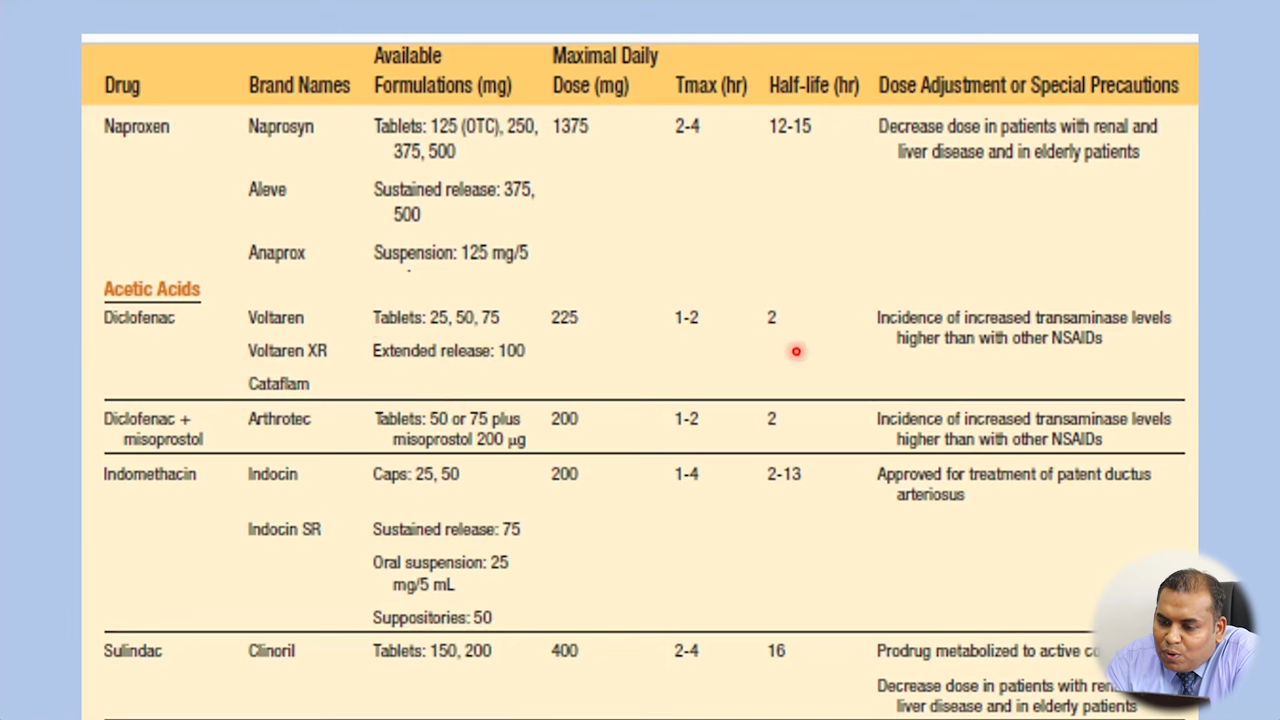 Drug Brand Names Available Formulations (mg) Maximal Daily Dose (mg) Tmax (hr) Half-life (hr) Dose Adjustment or Special Precautions
Naproxen Naprosyn Tablets: 125 (OTC), 250, 1375 2-4 12-15 Decrease dose in patients with renal and
375, 500 liver disease and in elderly patients
Aleve Sustained release: 375,
500
Anaprox Suspension: 125 mg/5
Acetic Acids
Diclofenac Voltaren Tablets: 25, 50, 75 225 1-2 2 Incidence of increased transaminase levels
higher than with other NSAIDs
Voltaren XR Extended release: 100
Cataflam
Diclofenac + Arthrotec Tablets: 50 or 75 plus 200 1-2 2 Incidence of increased transaminase levels
misoprostol misoprostol 200 µg higher than with other NSAIDs
Indomethacin Indocin Caps: 25, 50 200 1-4 2-13 Approved for treatment of patent ductus
arteriosus
Indocin SR Sustained release: 75
Oral suspension: 25
mg/5 mL
Suppositories: 50
Sulindac Clinoril Tablets: 150, 200 400 2-4 16 Prodrug metabolized to active
Decrease dose in patients with
liver disease and in elderly patients